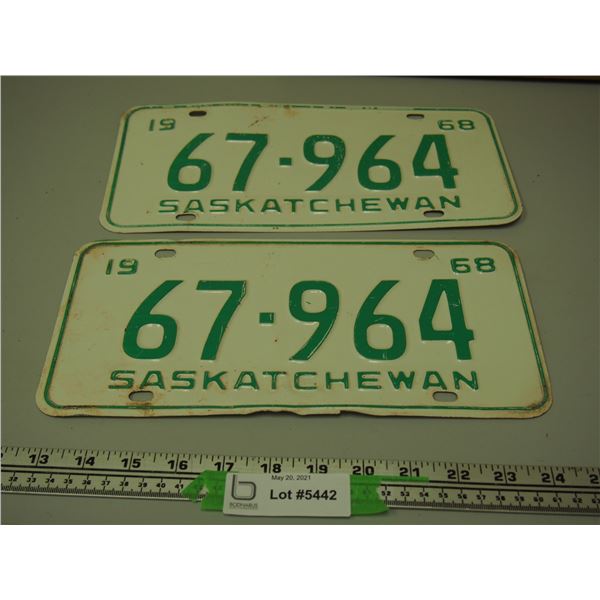 19 68
67-964
SASKATCHEWAN
19 68
67-964
SASKATCHEWAN
13 14 15 16 17 18 19 20 21 22 23 24
May 20, 2021
Lot #5442
BODNARUS